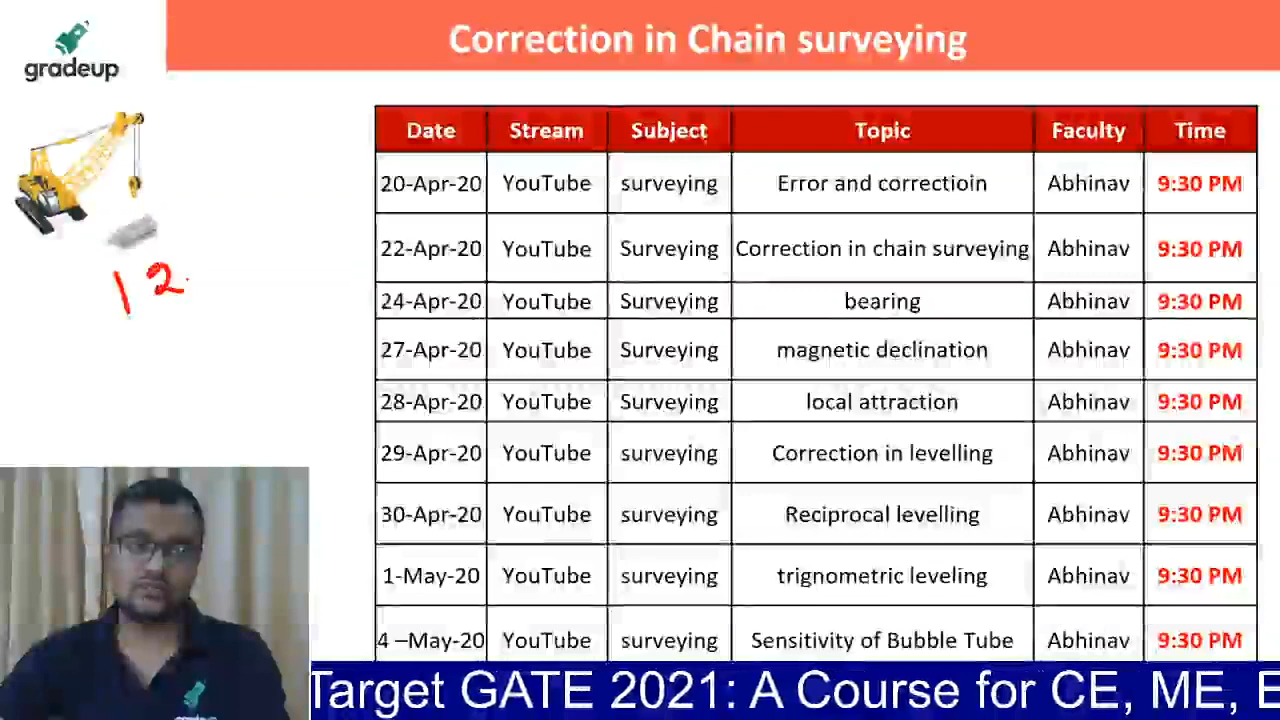 Correction in Chain surveying
gradeup
Date Stream Subject Topic Faculty Time
20-Apr-20 YouTube surveying Error and correctioin Abhinav 9:30 PM
22-Apr-20 YouTube Surveying Correction in chain surveying Abhinav 9:30 PM
24-Apr-20 YouTube Surveying bearing Abhinav 9:30 PM
27-Apr-20 YouTube Surveying magnetic declination Abhinav 9:30 PM
28-Apr-20 YouTube Surveying local attraction Abhinav 9:30 PM
29-Apr-20 YouTube surveying Correction in levelling Abhinav 9:30 PM
30-Apr-20 YouTube surveying Reciprocal levelling Abhinav 9:30 PM
1-May-20 YouTube surveying trignometric leveling Abhinav 9:30 PM
4 –May-20 YouTube surveying Sensitivity of Bubble Tube Abhinav 9:30 PM
12
gradeup
Target GATE 2021: A Course for CE, ME, E